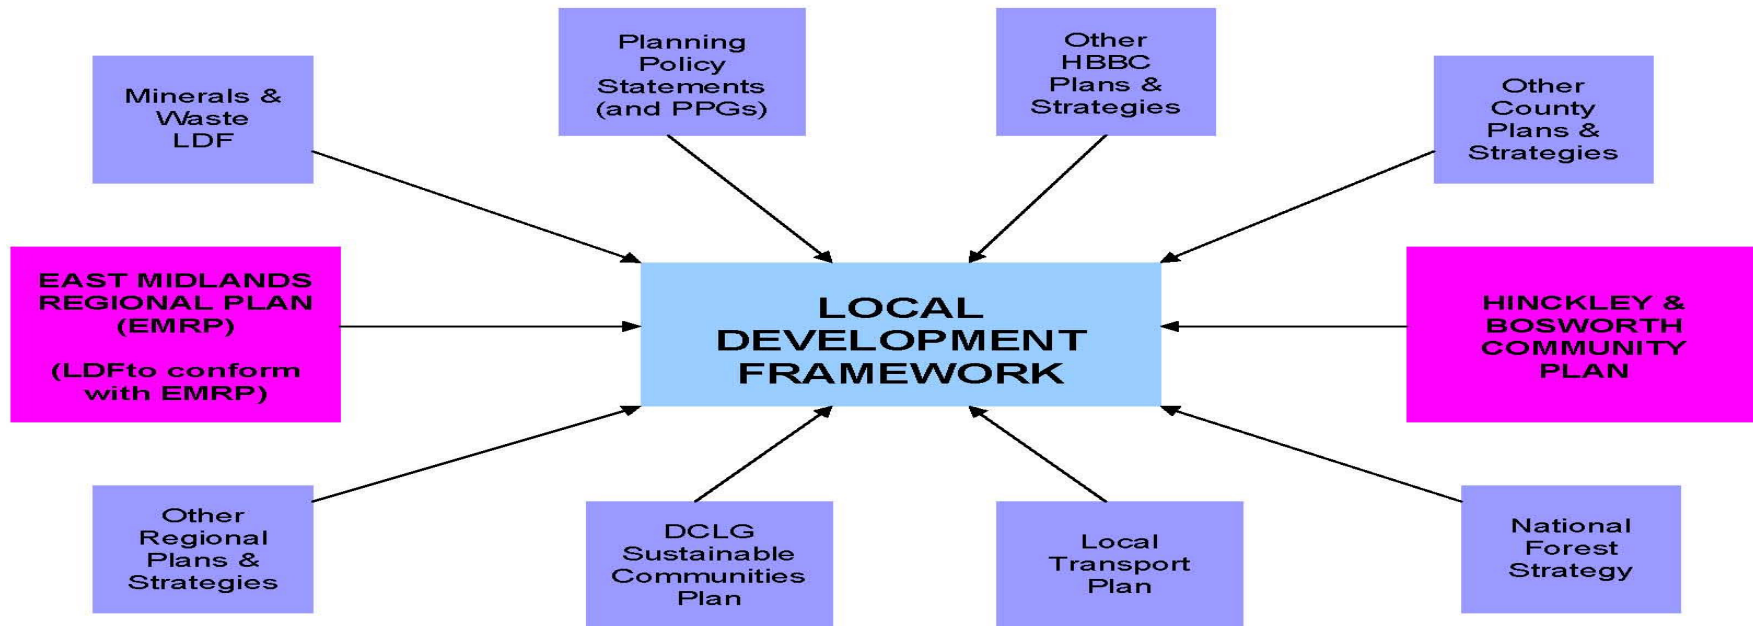 Minerals &
Waste
LDF
Planning
Policy
Statements
(and PPGs)
Other
HBBC
Plans &
Strategies
Other
County
Plans &
Strategies
EAST MIDLANDS
REGIONAL PLAN
(EMRP)
(LDFto conform
with EMRP)
LOCAL
DEVELOPMENT
FRAMEWORK
HINCKLEY &
BOSWORTH
COMMUNITY
PLAN
Other
Regional
Plans &
Strategies
DCLG
Sustainable
Communities
Plan
Local
Transport
Plan
National
Forest
Strategy